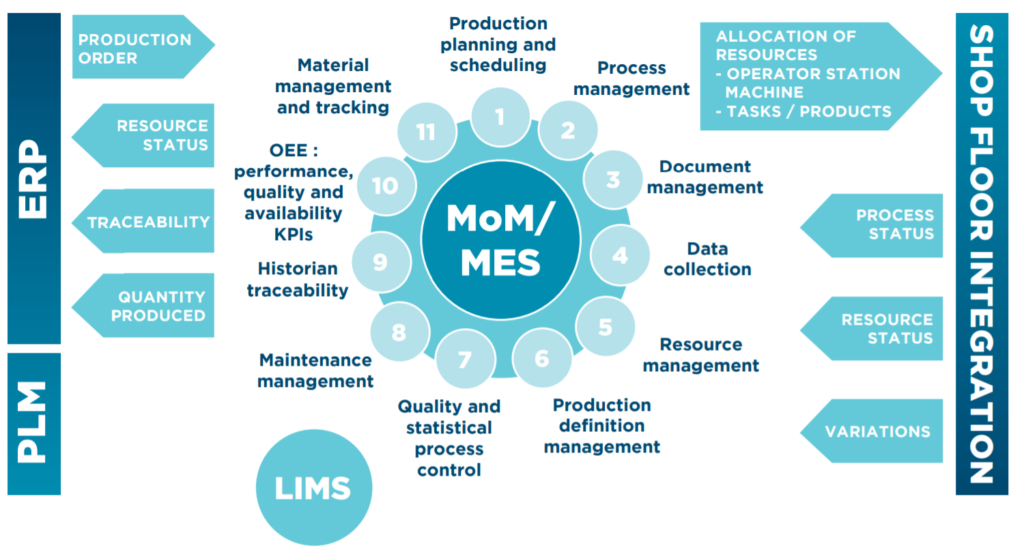 ERP
PLM
PRODUCTION
ORDER
RESOURCE
STATUS
TRACEABILITY
QUANTITY
PRODUCED
MoM/
MES
1
Production
planning and
scheduling
2
Process
management
3
Document
management
4
Data
collection
5
Resource
management
6
Production
definition
management
7
Quality and
statistical
process
control
8
Maintenance
management
9
Historian
traceability
10
OEE :
performance,
quality and
availability
KPIs
11
Material
management
and tracking
LIMS
ALLOCATION OF
RESOURCES
- OPERATOR STATION
MACHINE
- TASKS / PRODUCTS
PROCESS
STATUS
RESOURCE
STATUS
VARIATIONS
SHOP FLOOR INTEGRATION